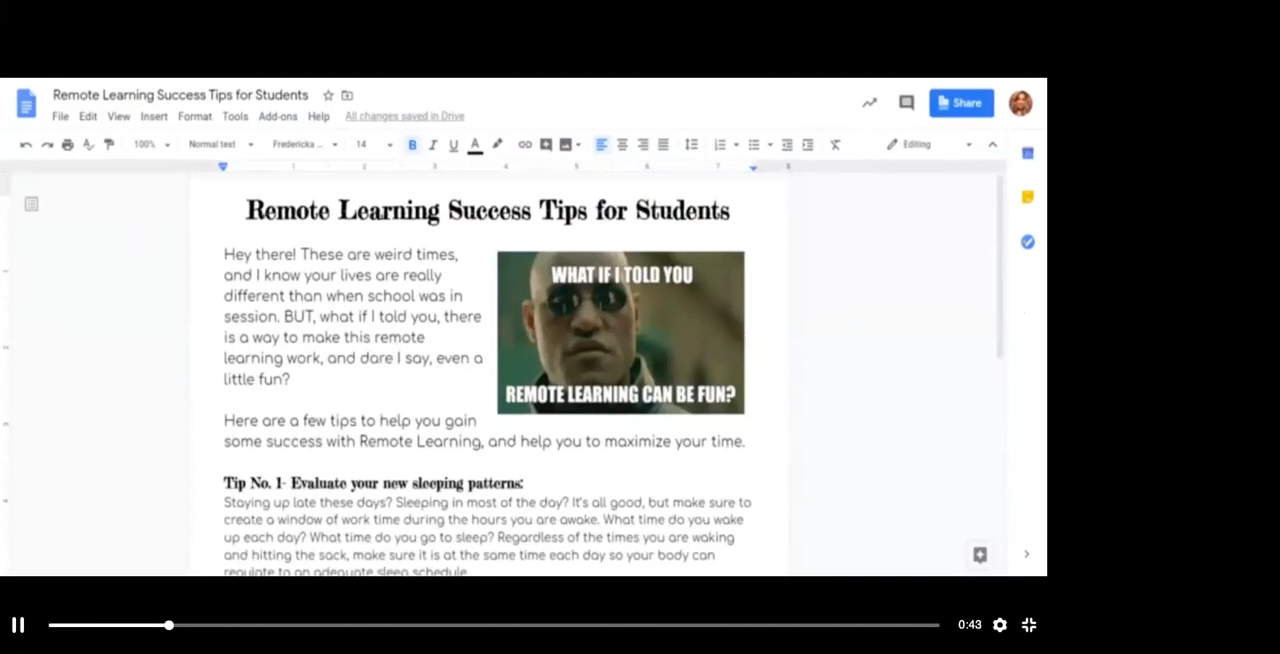 Remote Learning Success Tips for Students
File Edit View Insert Format Tools Add-ons Help All changes saved in Drive
Share
100% Normal text Fredericka ... 14 B I U A Editing
1 2 3 4 5 6 7 8
Remote Learning Success Tips for Students
Hey there! These are weird times,
and I know your lives are really
different than when school was in
session. BUT, what if I told you, there
is a way to make this remote
learning work, and dare I say, even a
little fun?
WHAT IF I TOLD YOU
REMOTE LEARNING CAN BE FUN?
Here are a few tips to help you gain
some success with Remote Learning, and help you to maximize your time.
Tip No. 1- Evaluate your new sleeping patterns:
Staying up late these days? Sleeping in most of the day? It's all good, but make sure to
create a window of work time during the hours you are awake. What time do you wake
up each day? What time do you go to sleep? Regardless of the times you are waking
and hitting the sack, make sure it is at the same time each day so your body can
regulate to an adequate sleep schedule
0:43